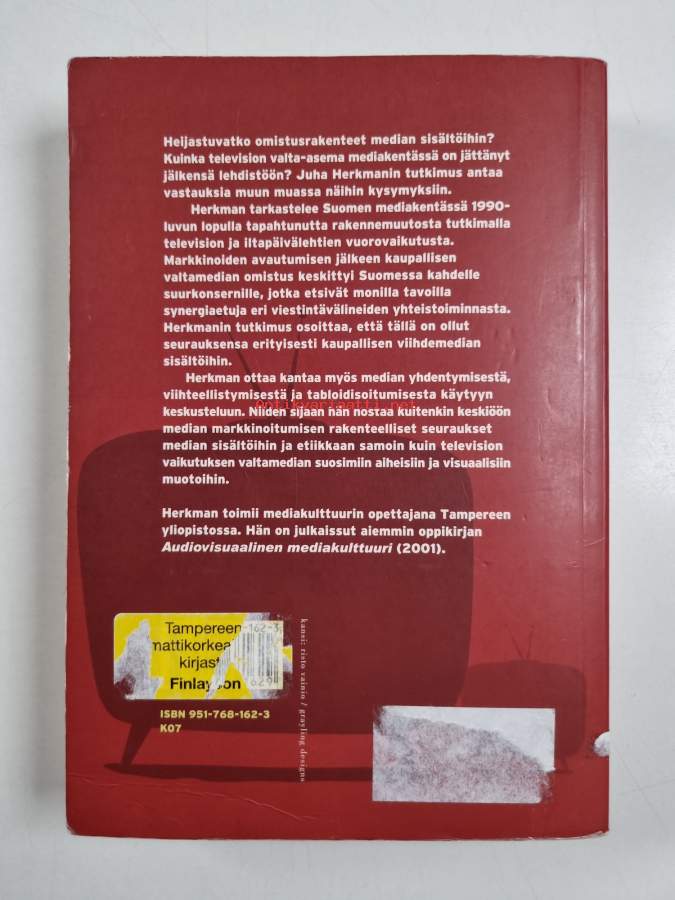 Heijastuvatko omistusrakenteet median sisältöihin?
Kuinka television valta-asema mediakentässä on jättänyt
jälkensä lehdistöön? Juha Herkmanin tutkimus antaa
vastauksia muun muassa näihin kysymyksiin.
Herkman tarkastelee Suomen mediakentässä 1990-
luvun lopulla tapahtunutta rakennemuutosta tutkimalla
television ja iltapäivälehtien vuorovaikutusta.
Markkinoiden avautumisen jälkeen kaupallisen
valtamedian omistus keskittyi Suomessa kahdelle
suurkonsernille, jotka etsivät monilla tavoilla
synergiaetuja eri viestintävälineiden yhteistoiminnasta.
Herkmanin tutkimus osoittaa, että tällä on ollut
seurauksensa erityisesti kaupallisen viihdemedian
sisältöihin.
Herkman ottaa kantaa myös median yhdentymisestä,
viihteellistymisestä ja tabloidisoitumisesta käytyyn
Antikvariaatti.net
keskusteluun. Niiden sijaan hän nostaa kuitenkin keskiöön
median markkinoitumisen rakenteelliset seuraukset
median sisältöihin ja etiikkaan samoin kuin television
vaikutuksen valtamedian suosimiin aiheisiin ja visuaalisiin
muotoihin.
Herkman toimii mediakulttuurin opettajana Tampereen
yliopistossa. Hän on julkaissut aiemmin oppikirjan
Audiovisuaalinen mediakulttuuri (2001).
Tampereen
-162-3
mattikorkea
kirjast
Finlayson
ISBN 951-768-162-3
K07
kansi: risto vainio / grayling designs